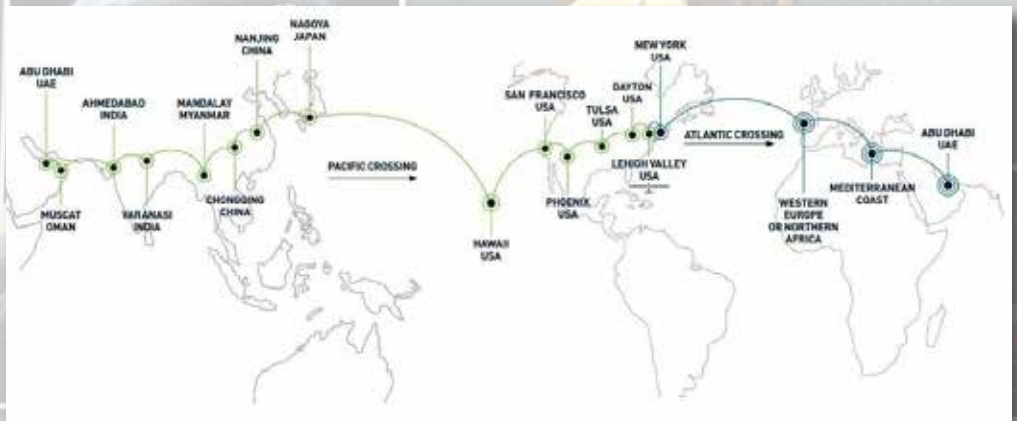 ABU DHABI
UAE
MUSCAT
OMAN
AHMEDABAD
INDIA
VARANASI
INDIA
MANDALAY
MYANMAR
CHONGQING
CHINA
NANJING
CHINA
NAGOYA
JAPAN
PACIFIC CROSSING
HAWAII
USA
SAN FRANCISCO
USA
PHOENIX
USA
TULSA
USA
DAYTON
USA
LEHIGH VALLEY
USA
NEW YORK
USA
ATLANTIC CROSSING
WESTERN
EUROPE
OR NORTHERN
AFRICA
MEDITERRANEAN
COAST
ABU DHABI
UAE